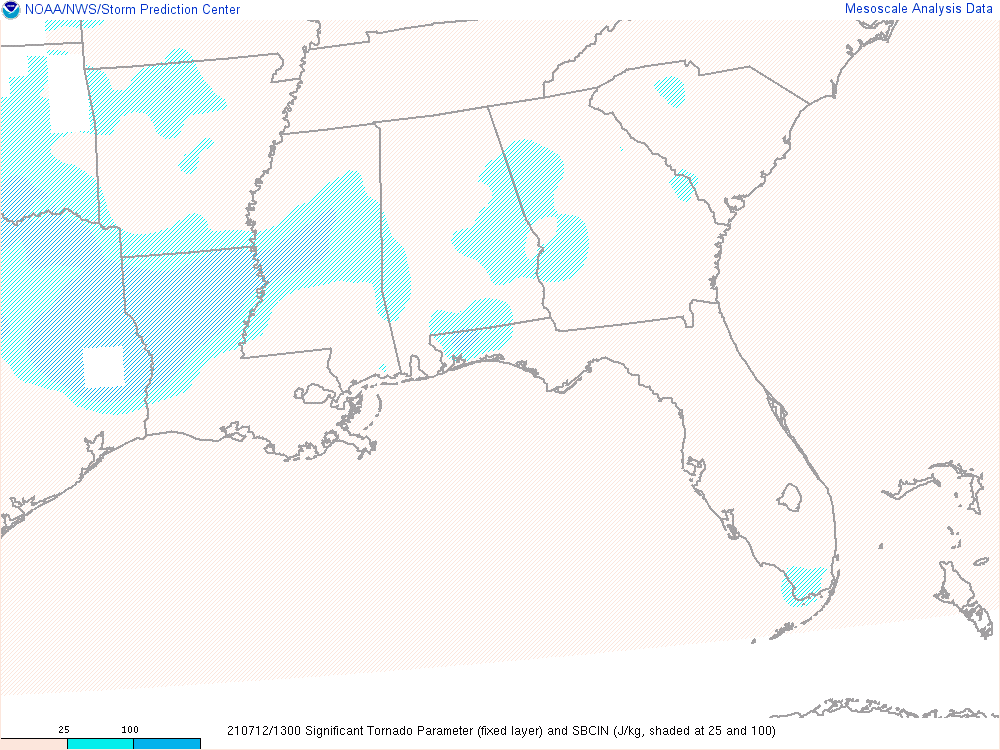 NOAA/NWS/Storm Prediction Center
Mesoscale Analysis Data
25
100
210712/1300 Significant Tornado Parameter (fixed layer) and SBCIN (J/kg, shaded at 25 and 100)